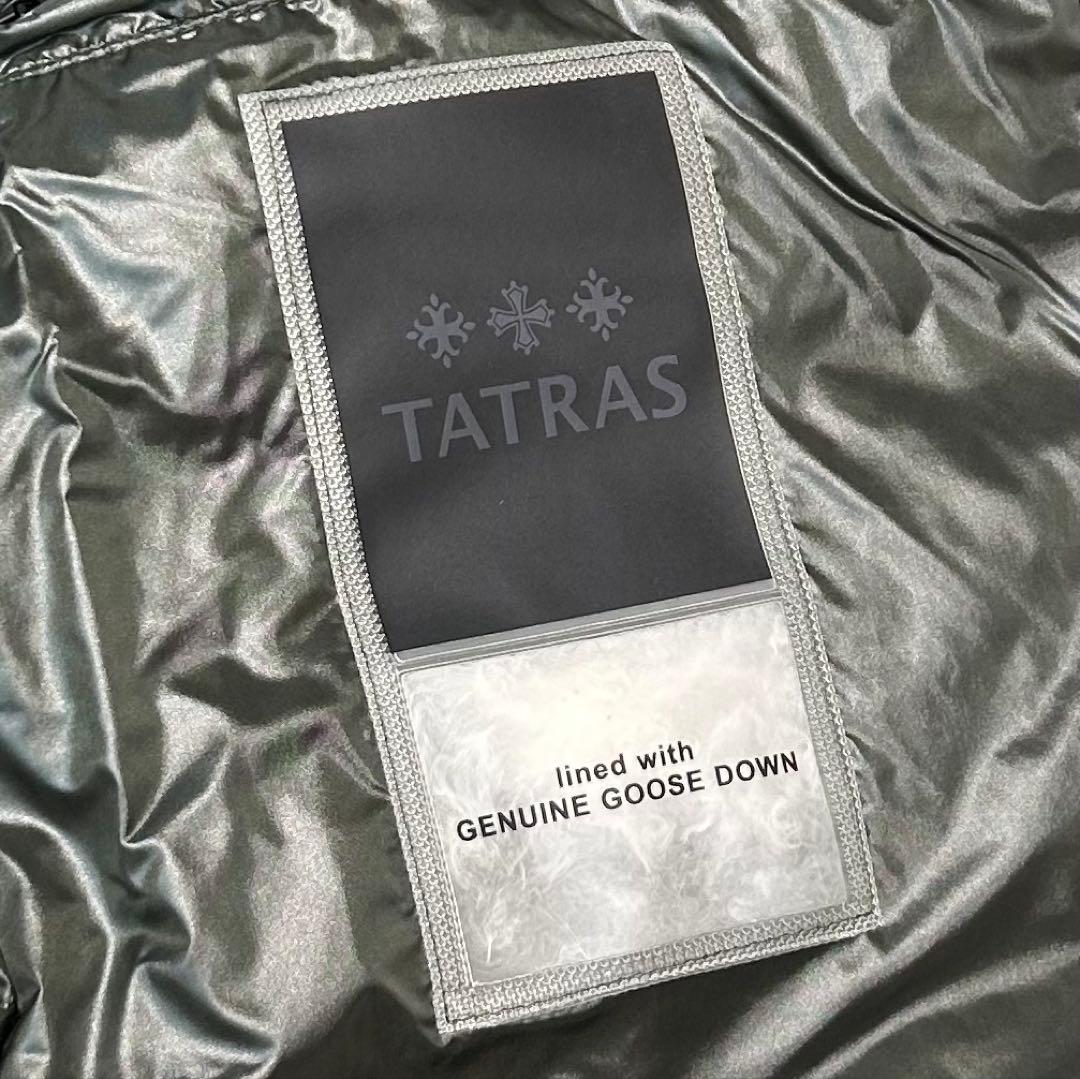 TATRAS
lined with
GENUINE GOOSE DOWN